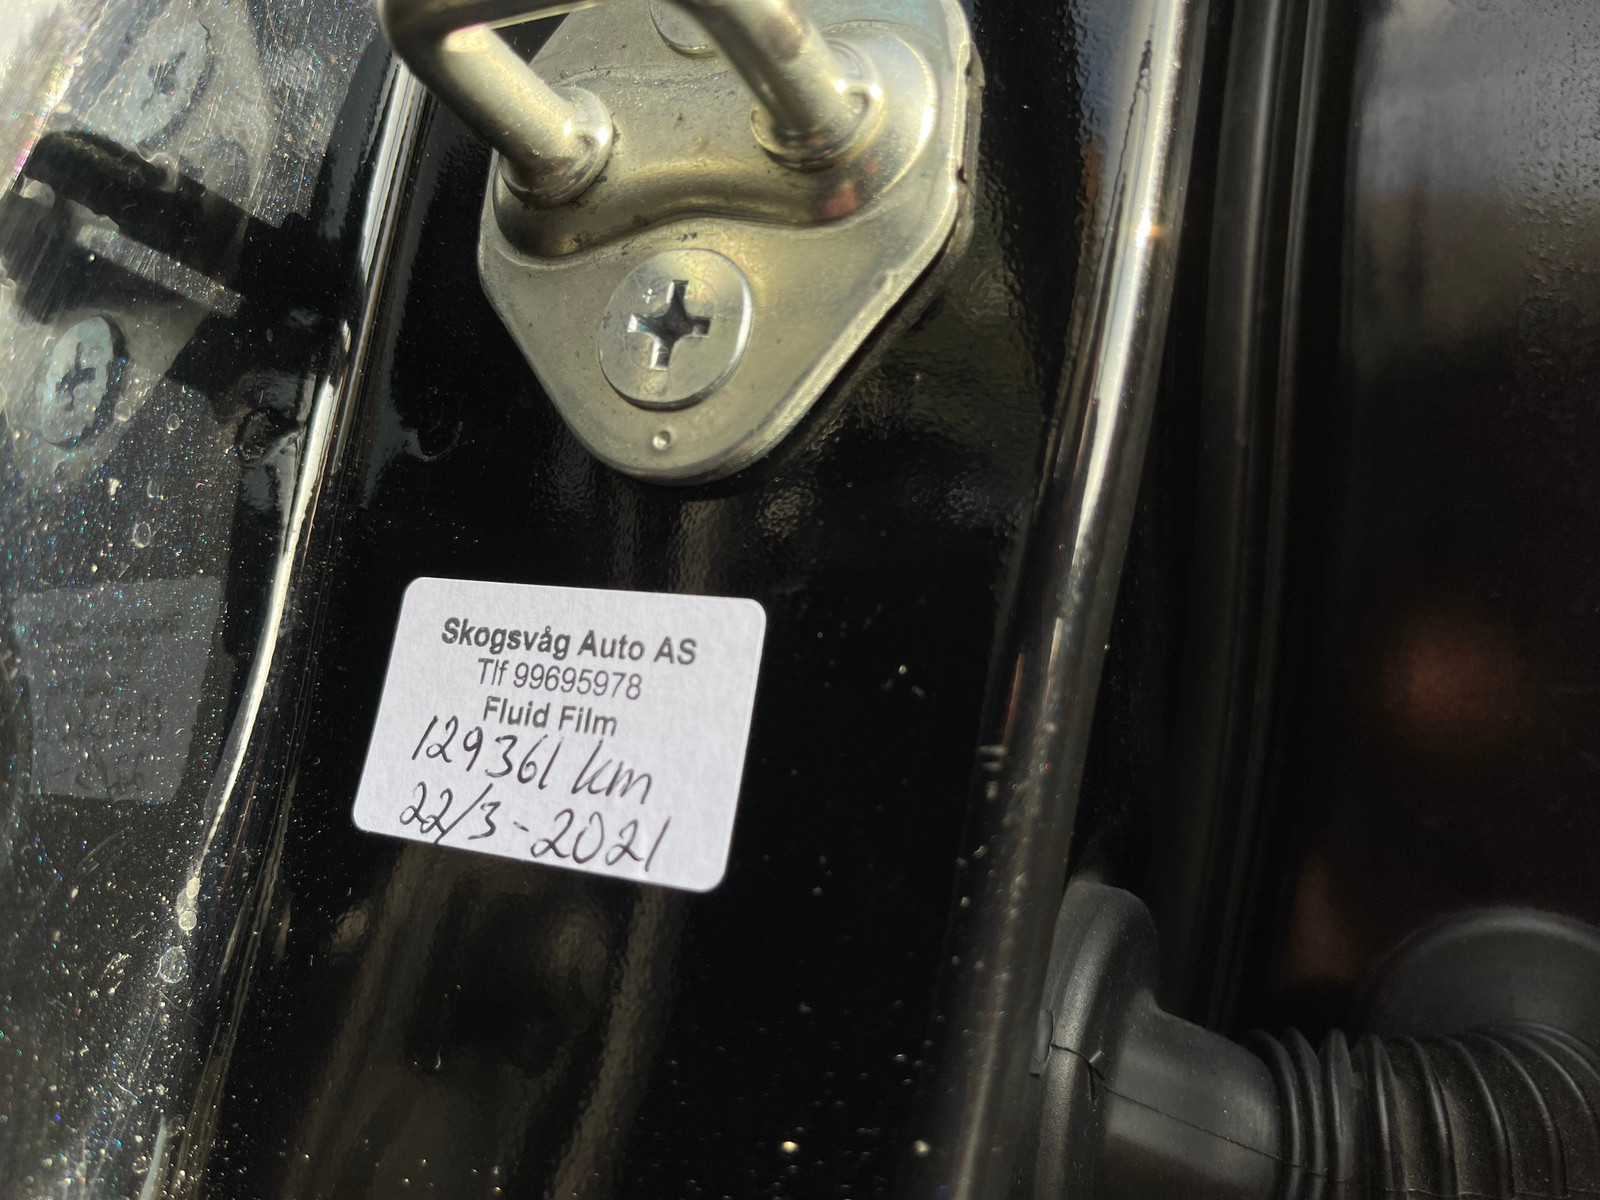 Skogsvåg Auto AS
Tlf 99695978
Fluid Film
129361 km
22/3-2021